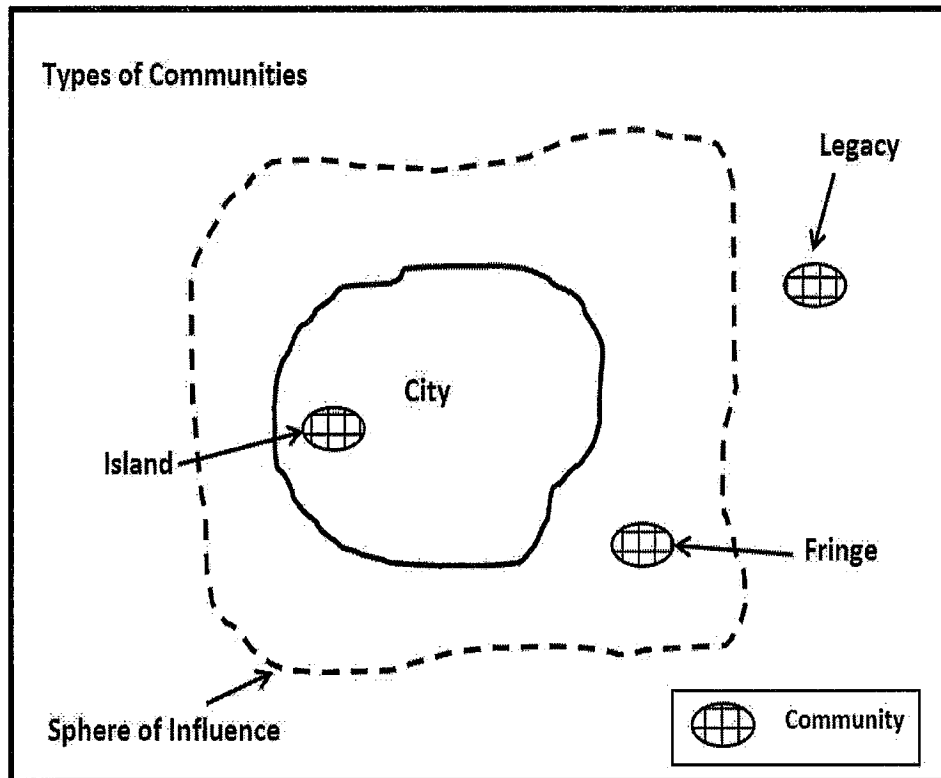 Types of Communities
Legacy
City
Island
Fringe
Sphere of Influence
Community